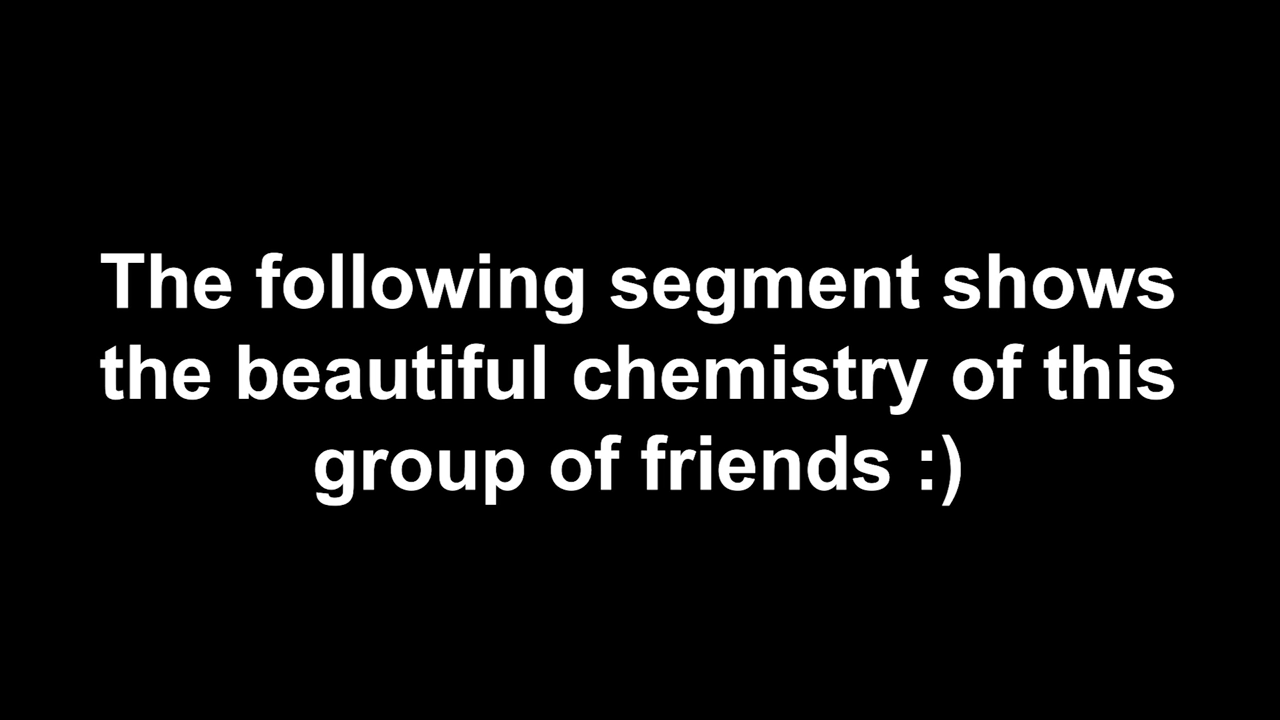 The following segment shows
the beautiful chemistry of this
group of friends :)